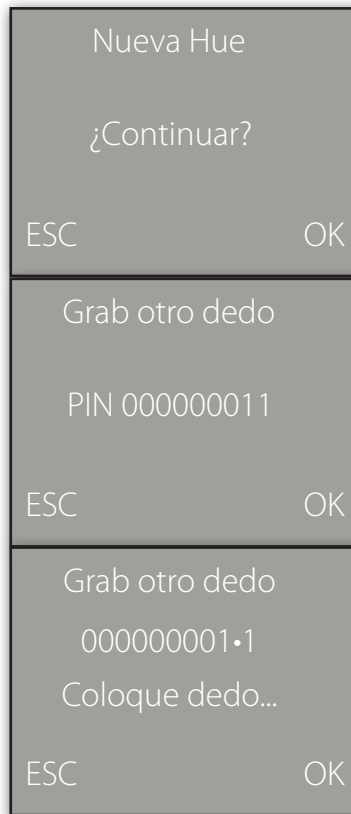 Nueva Hue
¿Continuar?
ESC OK
Grab otro dedo
PIN 000000011
ESC OK
Grab otro dedo
000000001•1
Coloque dedo...
ESC OK